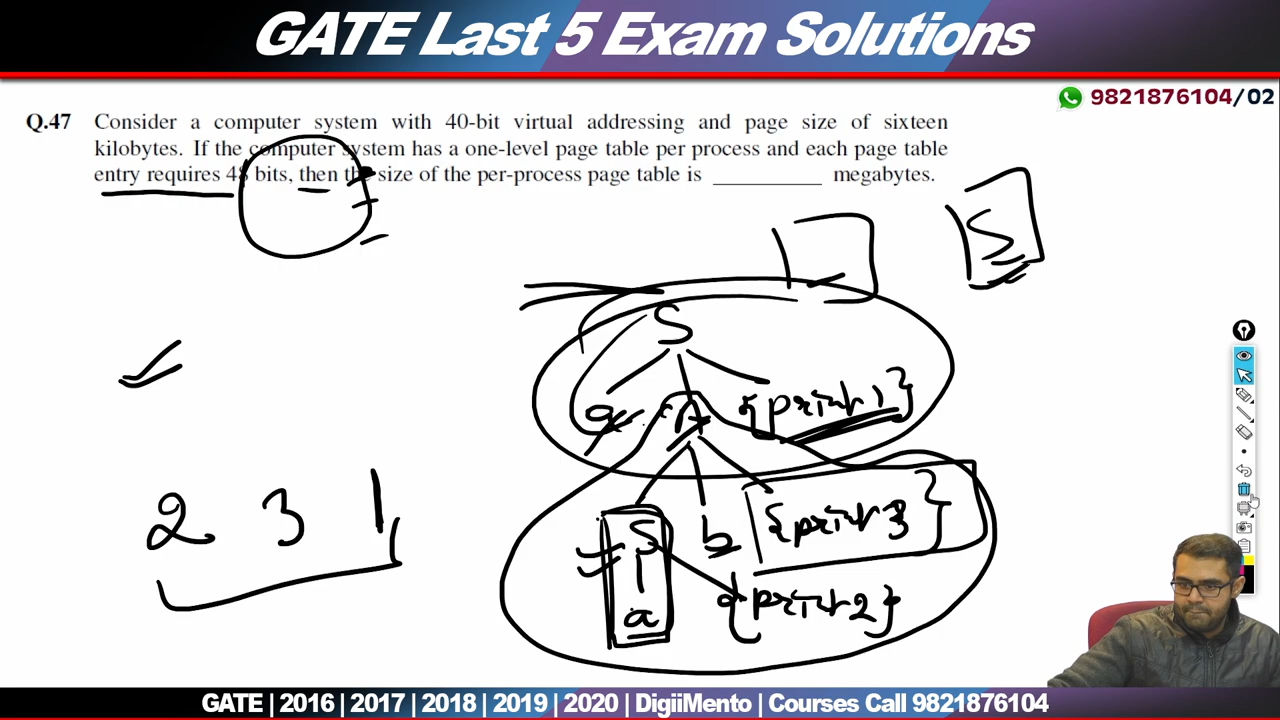 GATE Last 5 Exam Solutions
9821876104/02
Q.47 Consider a computer system with 40-bit virtual addressing and page size of sixteen
kilobytes. If the computer system has a one-level page table per process and each page table
entry requires 48 bits, then the size of the per-process page table is __________ megabytes.
S
S
a A {print 1}
2 3 1
S b {print 3}
a {print 2}
GATE | 2016 | 2017 | 2018 | 2019 | 2020 | DigiiMento | Courses Call 9821876104